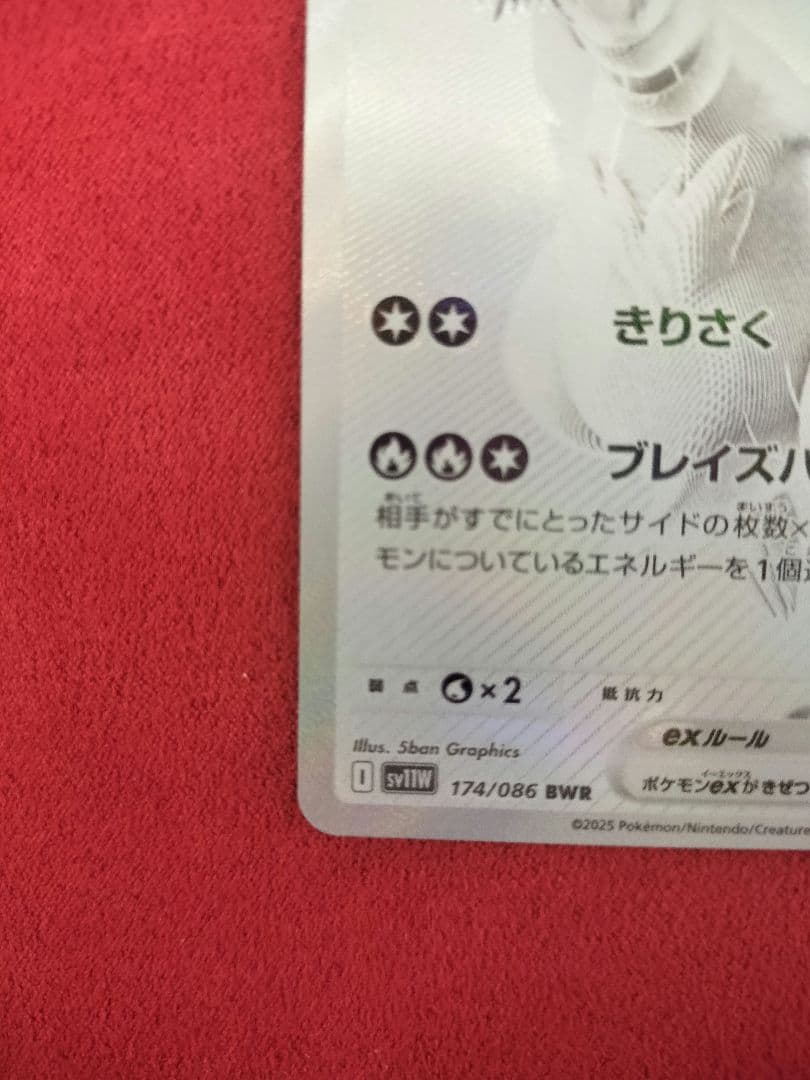 きりさく
ブレイズバ
相手がすでにとったサイドの枚数×
モンについているエネルギーを1個
弱点 ×2 抵抗力
Illus. 5ban Graphics
exルール
I sv11W 174/086 BWR
ポケモンexがきぜつ
©2025 Pokémon/Nintendo/Creature